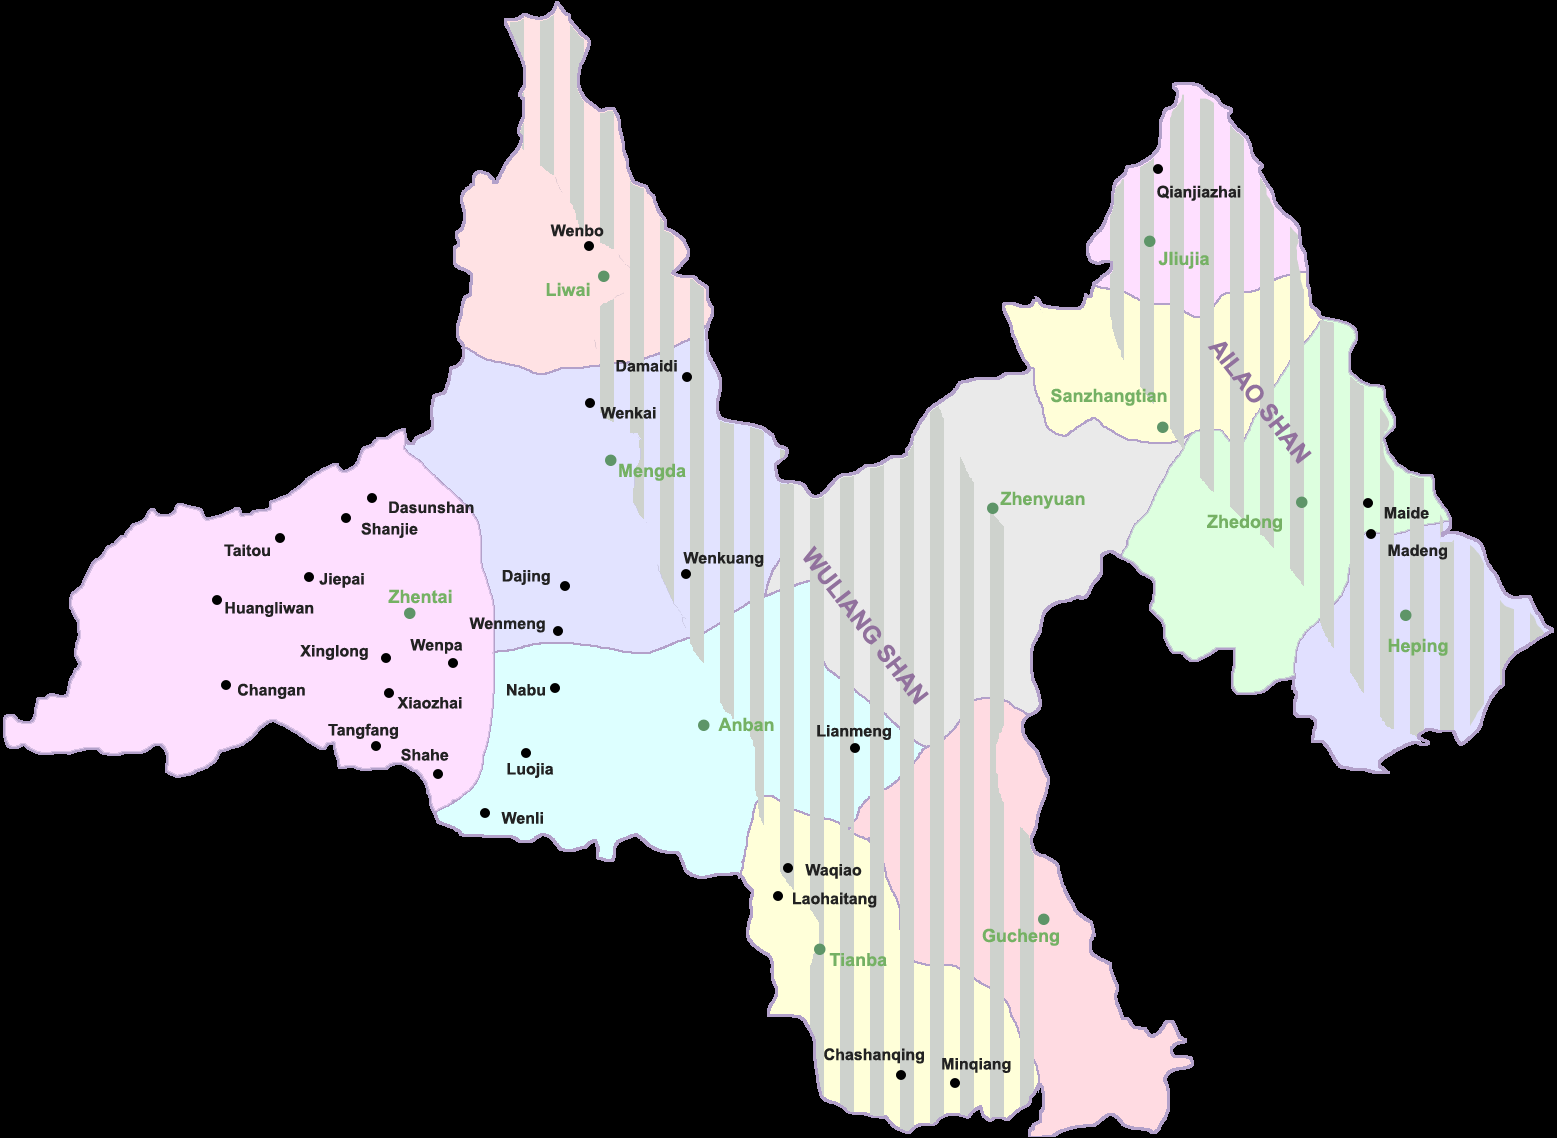 Qianjiazhai
Wenbo
Jliujia
Liwai
AILAO SHAN
Damaidi
Sanzhangtian
Wenkai
Mengda
Zhenyuan
Dasunshan
Maide
Zhedong
Shanjie
Taitou
Madeng
Wenkuang
WULIANG SHAN
Dajing
Jiepai
Zhentai
Huangliwan
Wenmeng
Wenpa
Heping
Xinglong
Changan
Nabu
Xiaozhai
Anban
Tangfang
Lianmeng
Shahe
Luojia
Wenli
Waqiao
Laohaitang
Gucheng
Tianba
Chashanqing
Minqiang